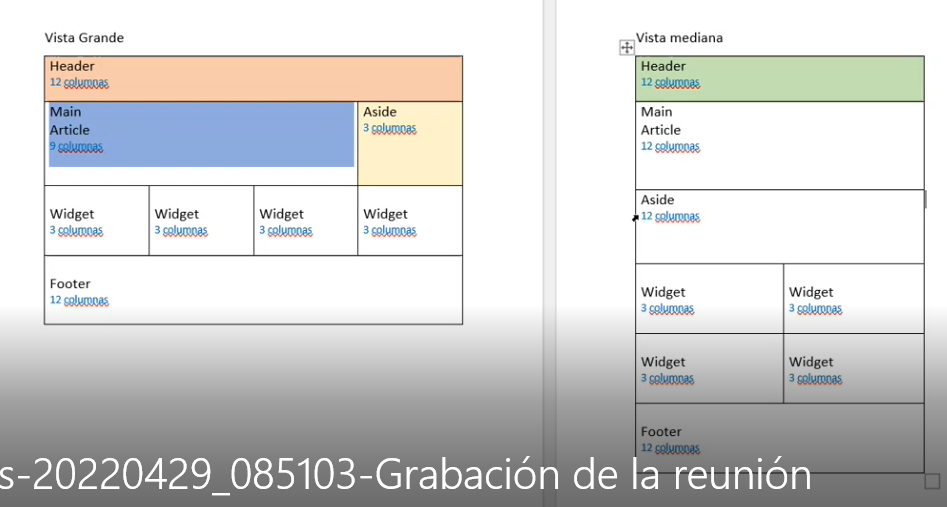 Vista Grande
Header
12 columnas
Main
Article
9 columnas
Aside
3 columnas
Widget
3 columnas
Widget
3 columnas
Widget
3 columnas
Widget
3 columnas
Footer
12 columnas
Vista mediana
Header
12 columnas
Main
Article
12 columnas
Aside
12 columnas
Widget
3 columnas
Widget
3 columnas
Widget
3 columnas
Widget
3 columnas
Footer
12 columnas
s-20220429_085103-Grabación de la reunión